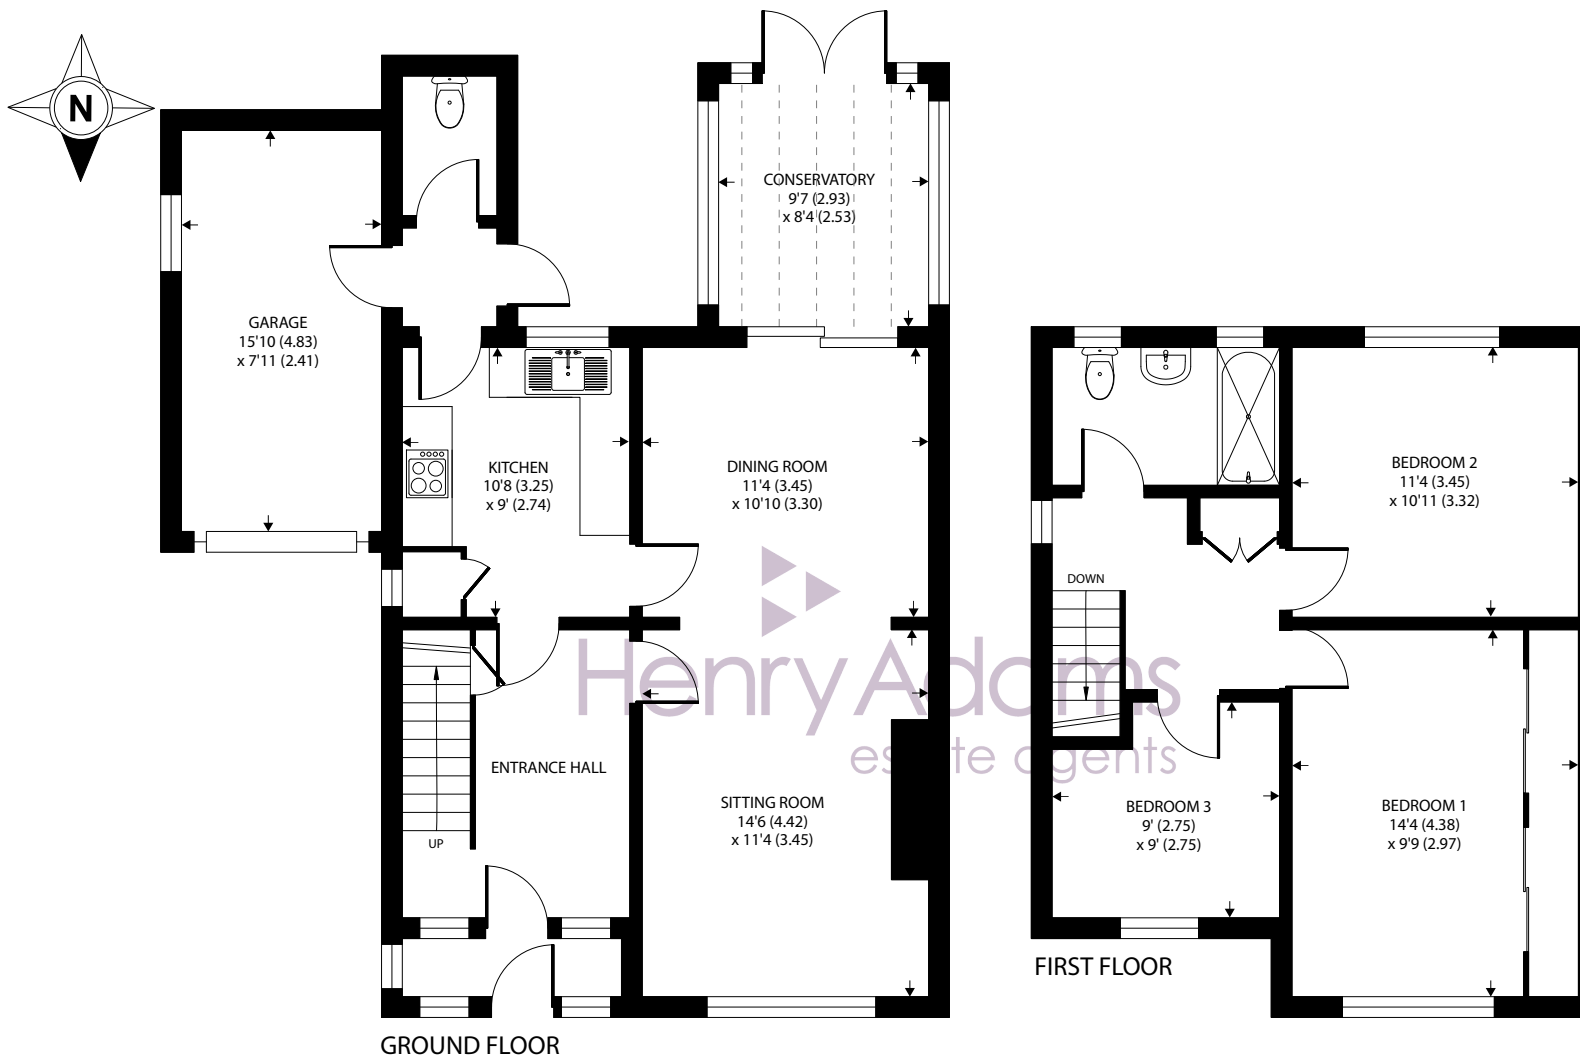 N
CONSERVATORY
9'7 (2.93)
x 8'4 (2.53)
GARAGE
15'10 (4.83)
x 7'11 (2.41)
KITCHEN
10'8 (3.25)
x 9' (2.74)
DINING ROOM
11'4 (3.45)
x 10'10 (3.30)
BEDROOM 2
11'4 (3.45)
x 10'11 (3.32)
DOWN
Henry Adams
estate agents
ENTRANCE HALL
UP
SITTING ROOM
14'6 (4.42)
x 11'4 (3.45)
BEDROOM 3
9' (2.75)
x 9' (2.75)
BEDROOM 1
14'4 (4.38)
x 9'9 (2.97)
FIRST FLOOR
GROUND FLOOR